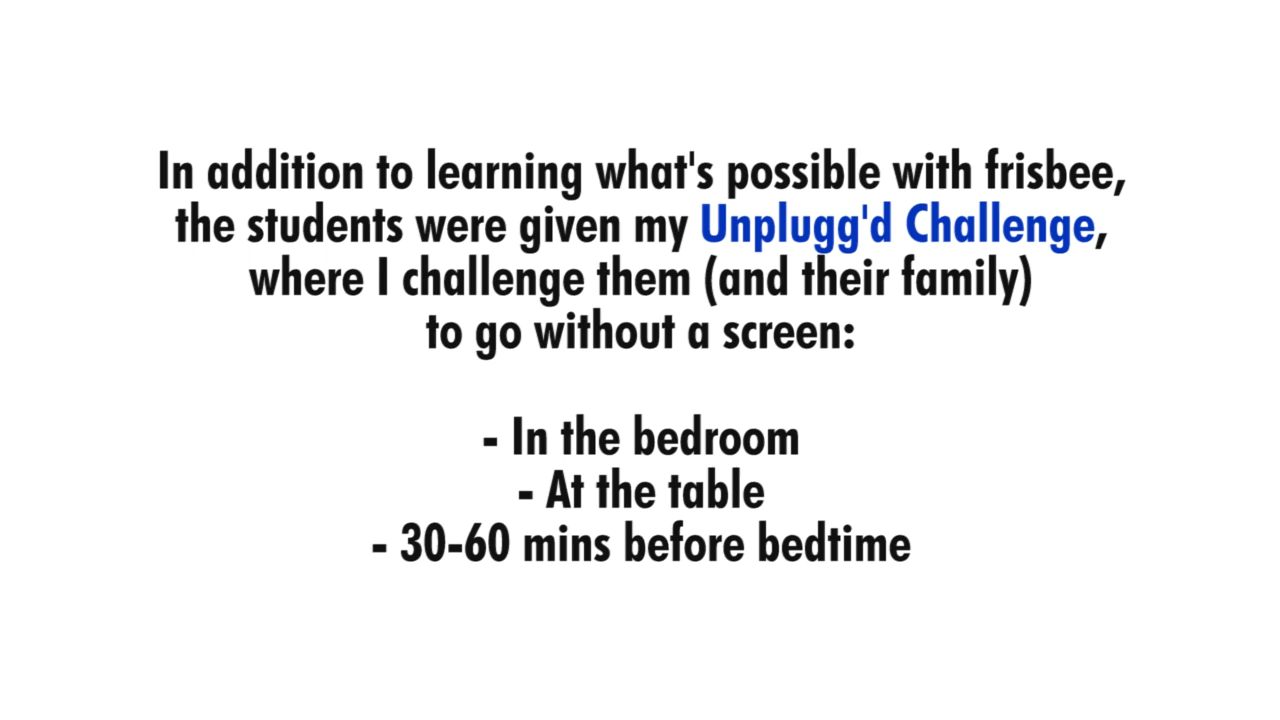 In addition to learning what's possible with frisbee,
the students were given my Unplugg'd Challenge,
where I challenge them (and their family)
to go without a screen:
- In the bedroom
- At the table
- 30-60 mins before bedtime